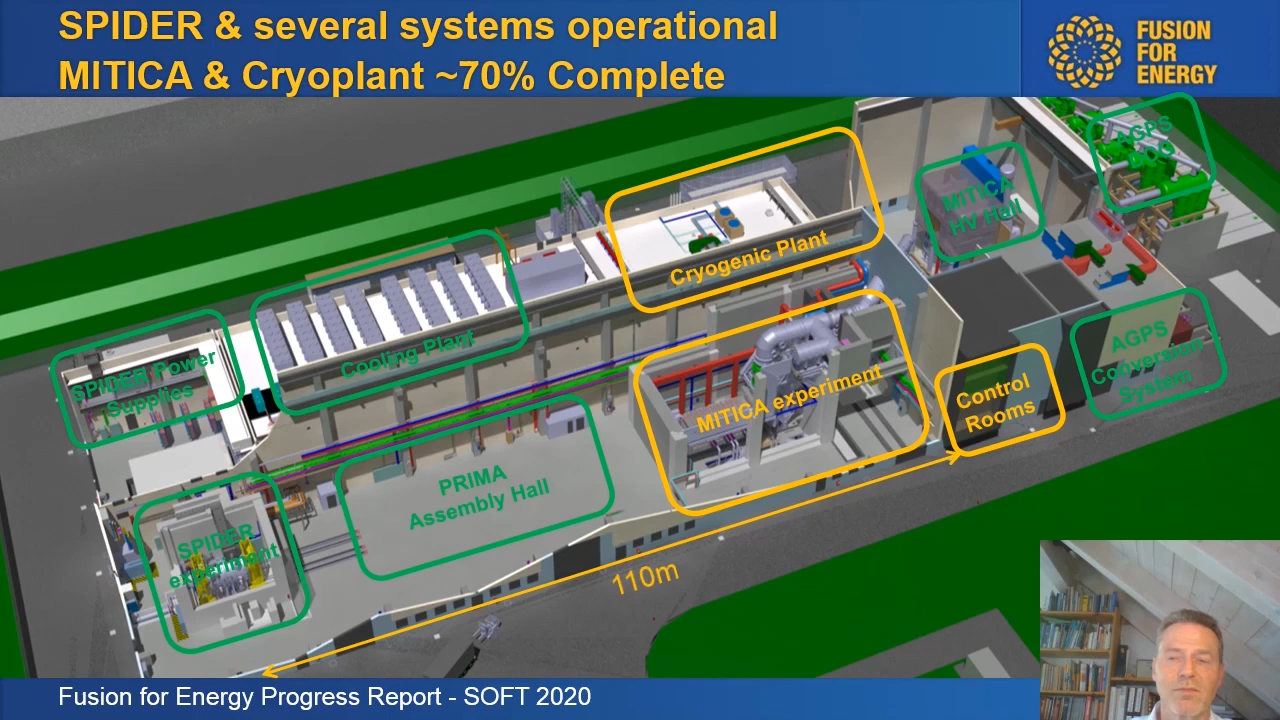 SPIDER & several systems operational
MITICA & Cryoplant ~70% Complete
FUSION
FOR
ENERGY
AGPS
MITICA
HV Hall
Cryogenic Plant
Cooling Plant
SPIDER Power
Supplies
MITICA experiment
Control
Rooms
AGPS
Conversion
System
PRIMA
Assembly Hall
SPIDER
experiment
110m
Fusion for Energy Progress Report - SOFT 2020